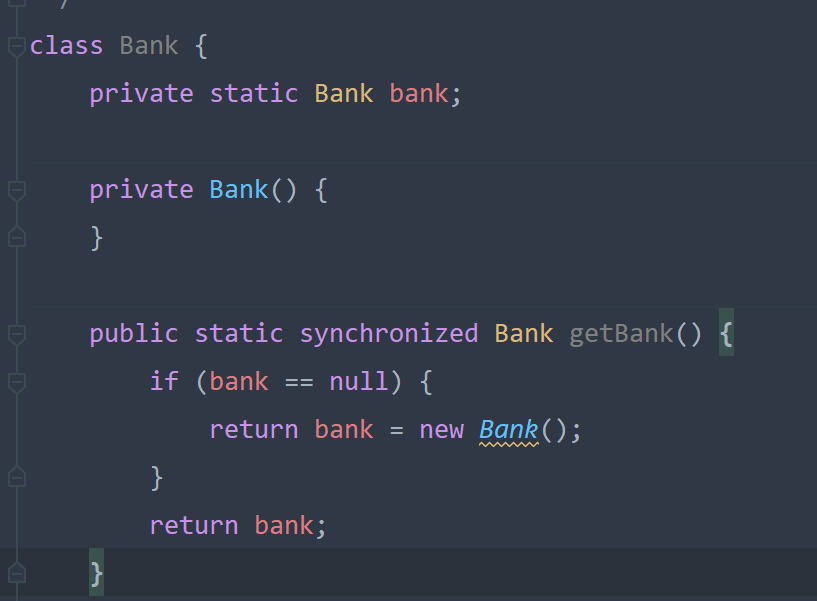 /
class Bank {
private static Bank bank;
private Bank() {
}
public static synchronized Bank getBank() {
if (bank == null) {
return bank = new Bank();
}
return bank;
}